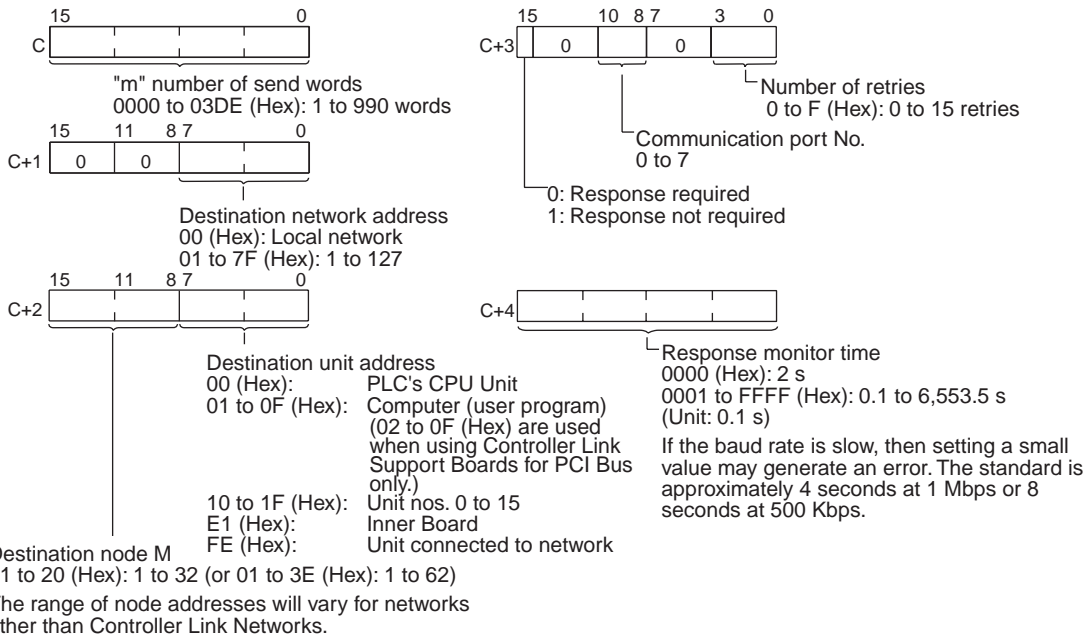 15 0
C
"m" number of send words
0000 to 03DE (Hex): 1 to 990 words
15 11 8 7 0
C+1 0 0
Destination network address
00 (Hex): Local network
01 to 7F (Hex): 1 to 127
15 11 8 7 0
C+2
Destination unit address
00 (Hex): PLC's CPU Unit
01 to 0F (Hex): Computer (user program)
(02 to 0F (Hex) are used
when using Controller Link
Support Boards for PCI Bus
only.)
10 to 1F (Hex): Unit nos. 0 to 15
E1 (Hex): Inner Board
FE (Hex): Unit connected to network
estination node M
1 to 20 (Hex): 1 to 32 (or 01 to 3E (Hex): 1 to 62)
he range of node addresses will vary for networks
ther than Controller Link Networks.
15 10 8 7 3 0
C+3 0 0
Number of retries
0 to F (Hex): 0 to 15 retries
Communication port No.
0 to 7
0: Response required
1: Response not required
C+4
Response monitor time
0000 (Hex): 2 s
0001 to FFFF (Hex): 0.1 to 6,553.5 s
(Unit: 0.1 s)
If the baud rate is slow, then setting a small
value may generate an error. The standard is
approximately 4 seconds at 1 Mbps or 8
seconds at 500 Kbps.